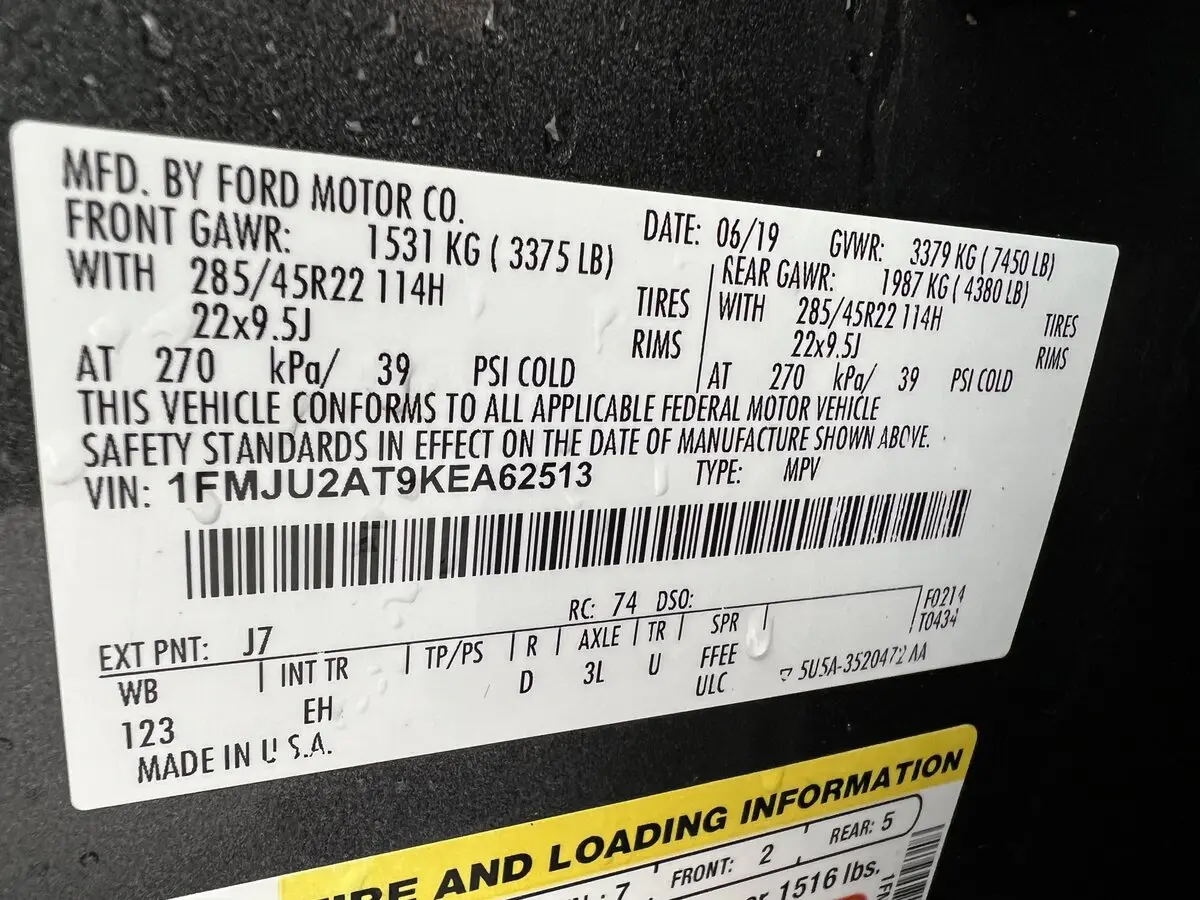 MFD. BY FORD MOTOR CO.
DATE: 06/19 GVWR: 3379 KG ( 7450 LB)
FRONT GAWR: 1531 KG ( 3375 LB)
WITH 285/45R22 114H TIRES
22x9.5J RIMS
AT 270 kPa/ 39 PSI COLD
REAR GAWR: 1987 KG ( 4380 LB)
WITH 285/45R22 114H TIRES
22x9.5J RIMS
AT 270 kPa/ 39 PSI COLD
THIS VEHICLE CONFORMS TO ALL APPLICABLE FEDERAL MOTOR VEHICLE
SAFETY STANDARDS IN EFFECT ON THE DATE OF MANUFACTURE SHOWN ABOVE.
VIN: 1FMJU2AT9KEA62513 TYPE: MPV
EXT PNT: J7 RC: 74 DSO: F0214
T0434
WB INT TR TP/PS R AXLE TR SPR
123 EH D 3L U FFEE
ULC 5U5A-3520472 AA
MADE IN U.S.A.
AND LOADING INFORMATION
7 FRONT: 2 REAR: 5
1516 lbs.